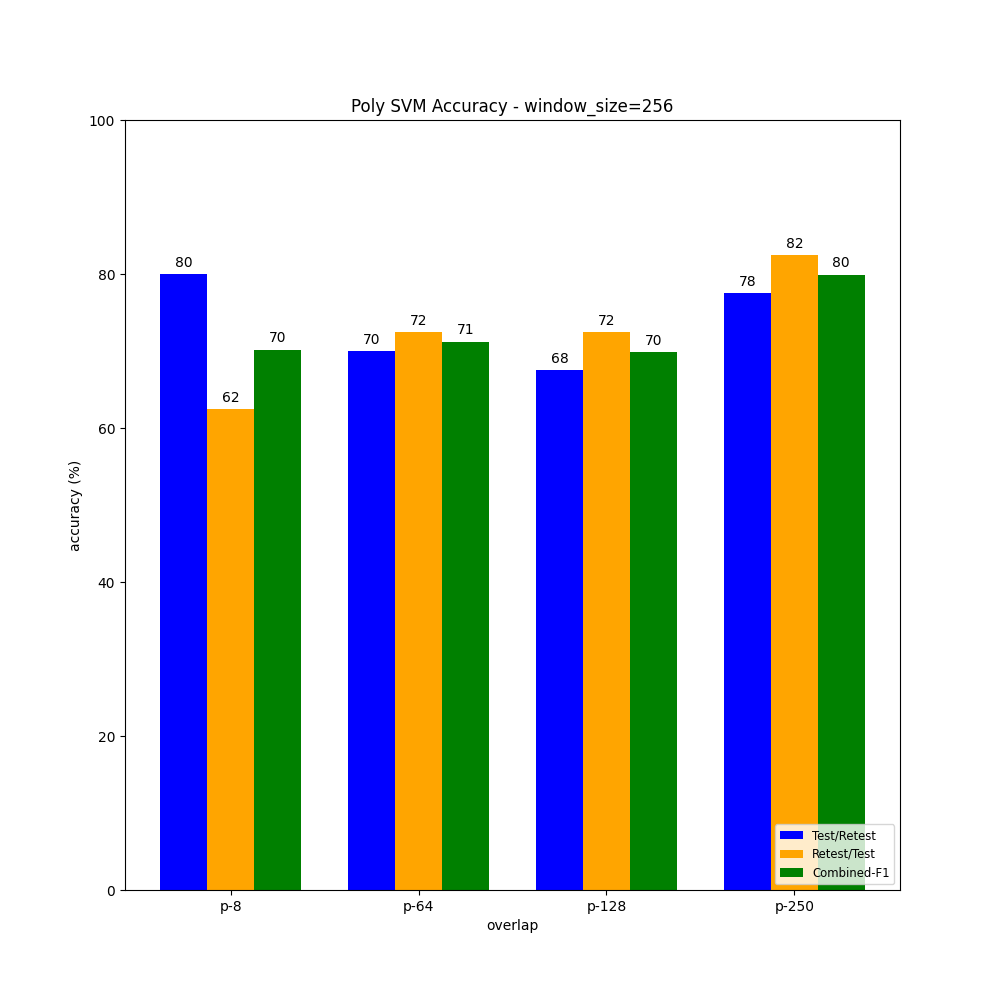 Poly SVM Accuracy - window_size=256
100
80
60
40
20
0
accuracy (%)
80
62
70
70
72
71
68
72
70
78
82
80
p-8
p-64
p-128
p-250
overlap
Test/Retest
Retest/Test
Combined-F1